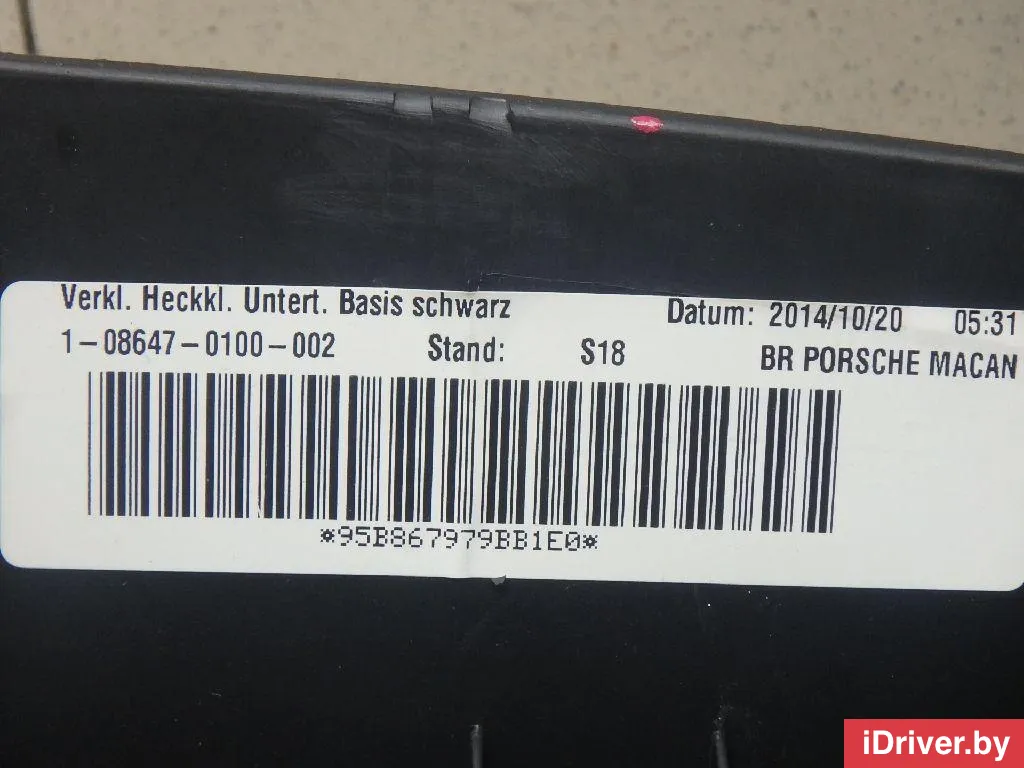 Verkl. Heckkl. Untert. Basis schwarz Datum: 2014/10/20 05:31
1-08647-0100-002 Stand: S18 BR PORSCHE MACAN
*95B867979BB1E0*
iDriver.by